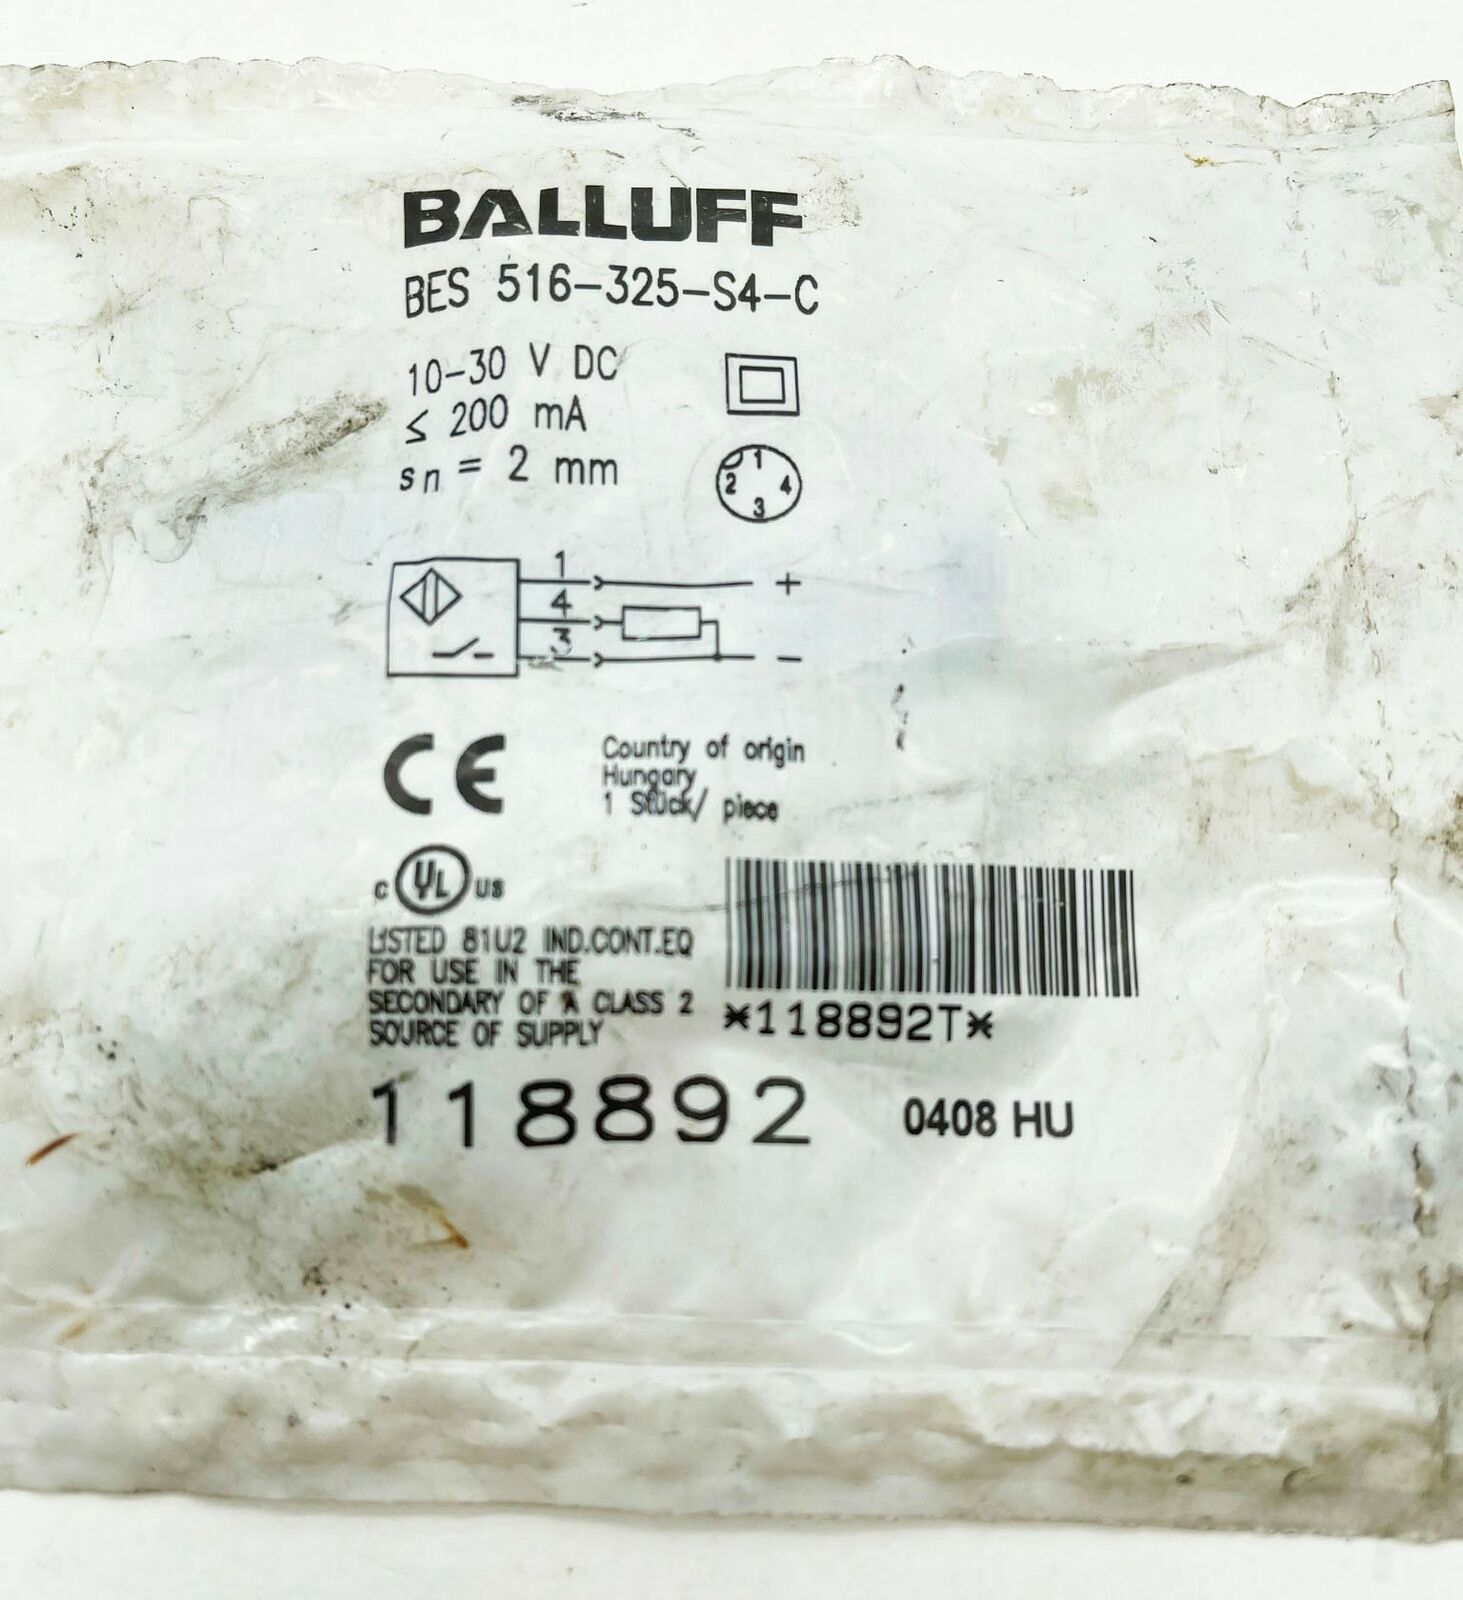 BALLUFF
BES 516-325-S4-C
10-30 V DC
≤ 200 mA
sn = 2 mm
1
2 4
3
1 +
4
3 -
CE
Country of origin
Hungary
1 Stück/ piece
c UL us
LISTED 81U2 IND.CONT.EQ
FOR USE IN THE
SECONDARY OF A CLASS 2
SOURCE OF SUPPLY
*118892T*
118892 0408 HU